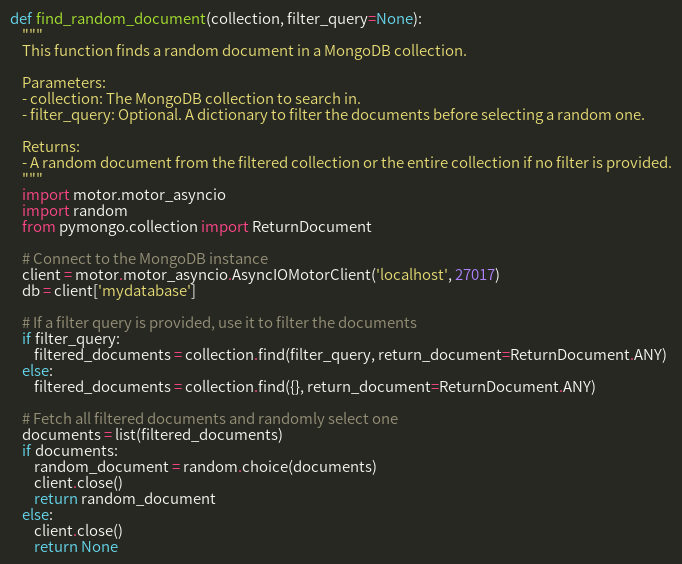 def find_random_document(collection, filter_query=None):
    """
    This function finds a random document in a MongoDB collection.

    Parameters:
    - collection: The MongoDB collection to search in.
    - filter_query: Optional. A dictionary to filter the documents before selecting a random one.

    Returns:
    - A random document from the filtered collection or the entire collection if no filter is provided.
    """
    import motor.motor_asyncio
    import random
    from pymongo.collection import ReturnDocument

    # Connect to the MongoDB instance
    client = motor.motor_asyncio.AsyncIOMotorClient('localhost', 27017)
    db = client['mydatabase']

    # If a filter query is provided, use it to filter the documents
    if filter_query:
        filtered_documents = collection.find(filter_query, return_document=ReturnDocument.ANY)
    else:
        filtered_documents = collection.find({}, return_document=ReturnDocument.ANY)

    # Fetch all filtered documents and randomly select one
    documents = list(filtered_documents)
    if documents:
        random_document = random.choice(documents)
        client.close()
        return random_document
    else:
        client.close()
        return None